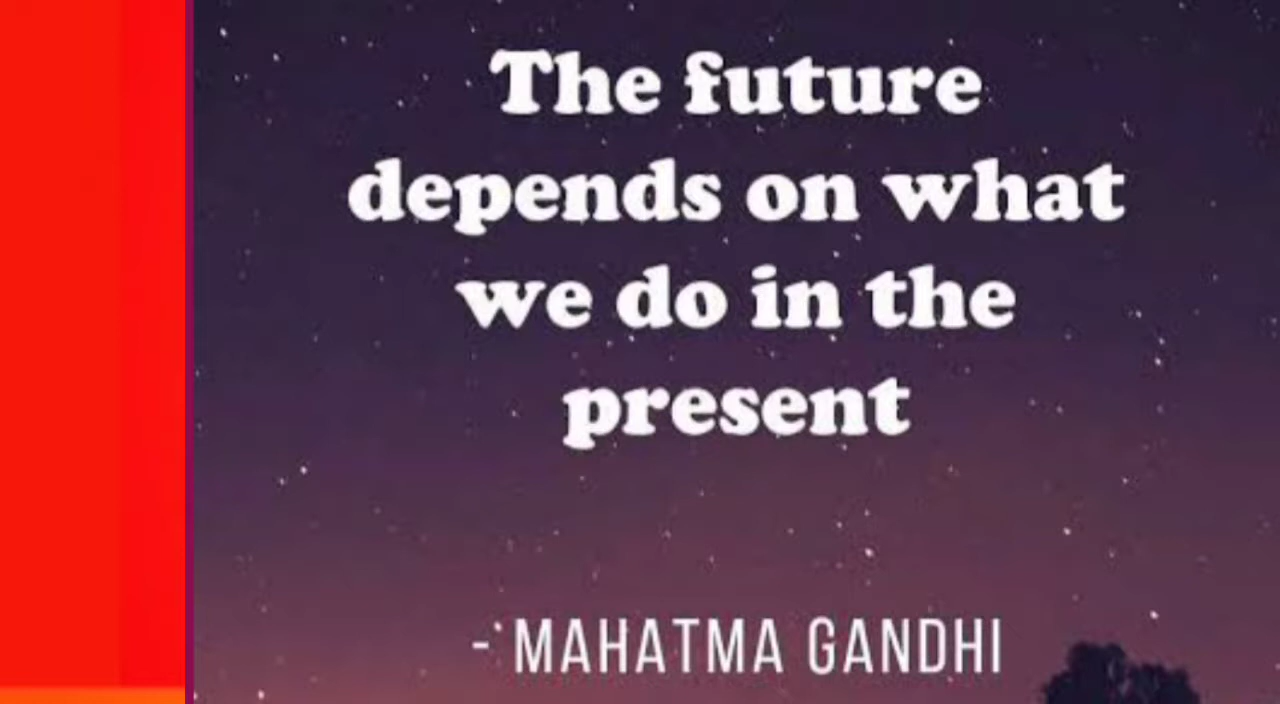 The future
depends on what
we do in the
present
- MAHATMA GANDHI